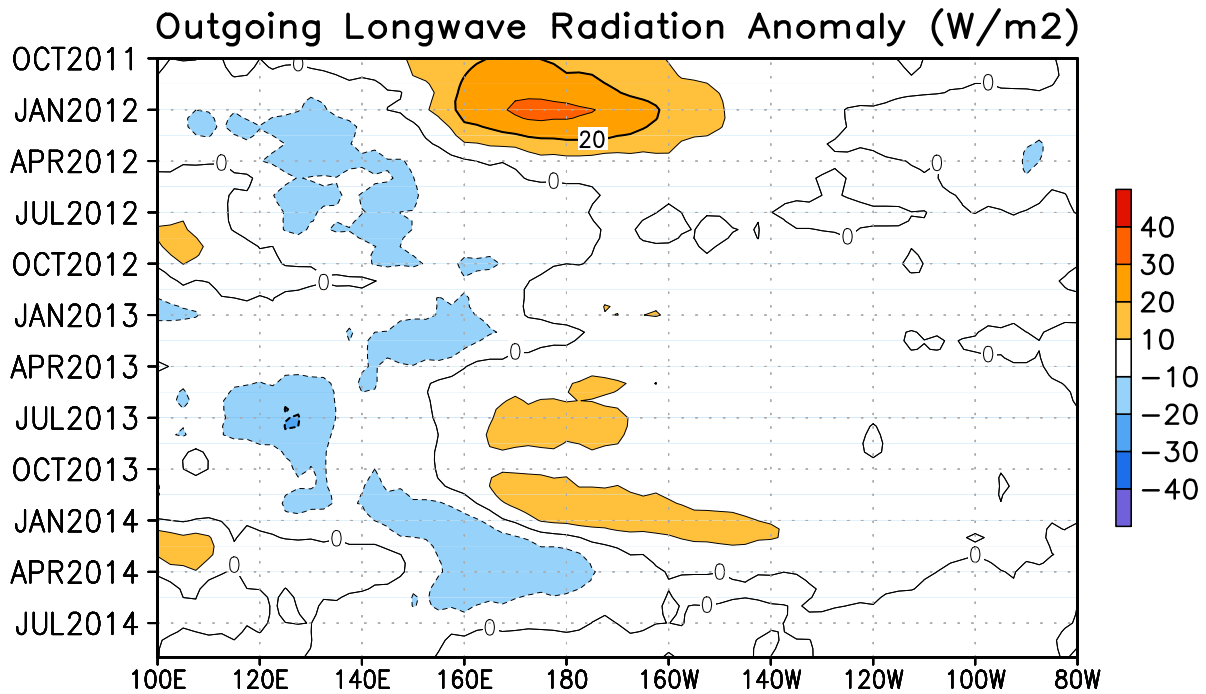 Outgoing Longwave Radiation Anomaly (W/m2)
OCT2011
JAN2012
APR2012
JUL2012
OCT2012
JAN2013
APR2013
JUL2013
OCT2013
JAN2014
APR2014
JUL2014
0
0
20
0
0
0
0
0
0
0
0
0
0
0
0
0
0
100E 120E 140E 160E 180 160W 140W 120W 100W 80W
40
30
20
10
−10
−20
−30
−40